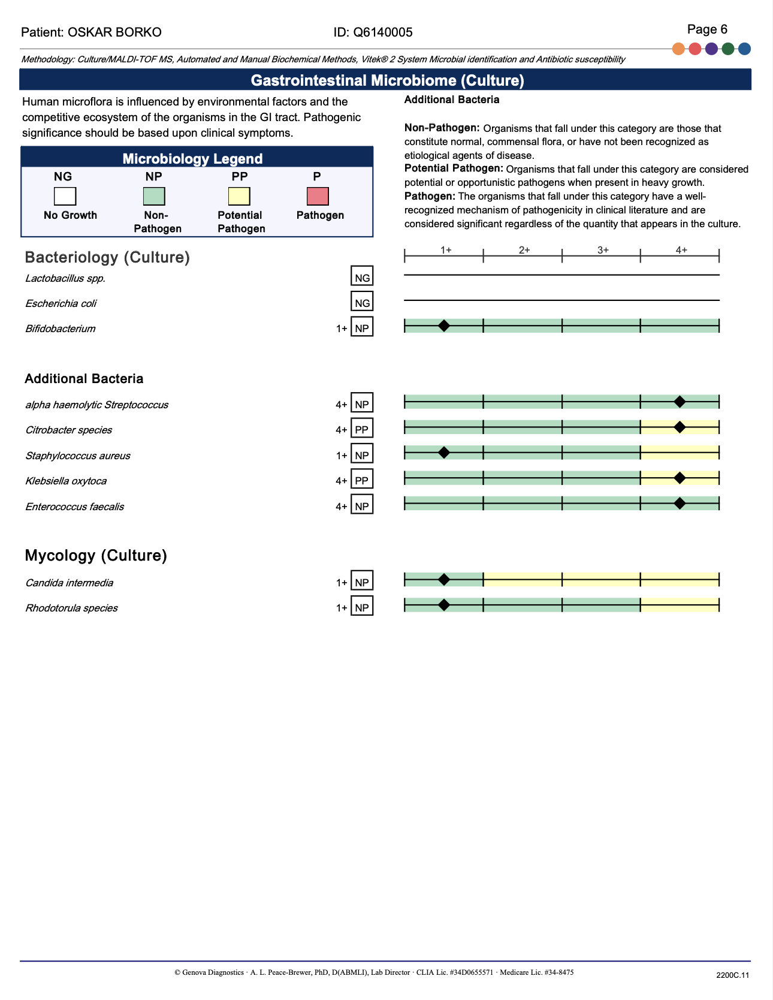 Patient: OSKAR BORKO
ID: Q6140005
Page 6
Methodology: Culture/MALDI-TOF MS, Automated and Manual Biochemical Methods, Vitek® 2 System Microbial identification and Antibiotic susceptibility
Gastrointestinal Microbiome (Culture)
Human microflora is influenced by environmental factors and the
competitive ecosystem of the organisms in the GI tract. Pathogenic
significance should be based upon clinical symptoms.
Microbiology Legend
NG NP PP P
No Growth
Non-
Pathogen
Potential
Pathogen
Pathogen
Additional Bacteria
Non-Pathogen: Organisms that fall under this category are those that
constitute normal, commensal flora, or have not been recognized as
etiological agents of disease.
Potential Pathogen: Organisms that fall under this category are considered
potential or opportunistic pathogens when present in heavy growth.
Pathogen: The organisms that fall under this category have a well-
recognized mechanism of pathogenicity in clinical literature and are
considered significant regardless of the quantity that appears in the culture.
Bacteriology (Culture)
1+ 2+ 3+ 4+
Lactobacillus spp. NG
Escherichia coli NG
Bifidobacterium 1+ NP
Additional Bacteria
alpha haemolytic Streptococcus 4+ NP
Citrobacter species 4+ PP
Staphylococcus aureus 1+ NP
Klebsiella oxytoca 4+ PP
Enterococcus faecalis 4+ NP
Mycology (Culture)
Candida intermedia 1+ NP
Rhodotorula species 1+ NP
© Genova Diagnostics · A. L. Peace-Brewer, PhD, D(ABMLI), Lab Director · CLIA Lic. #34D0655571 · Medicare Lic. #34-8475
2200C.11